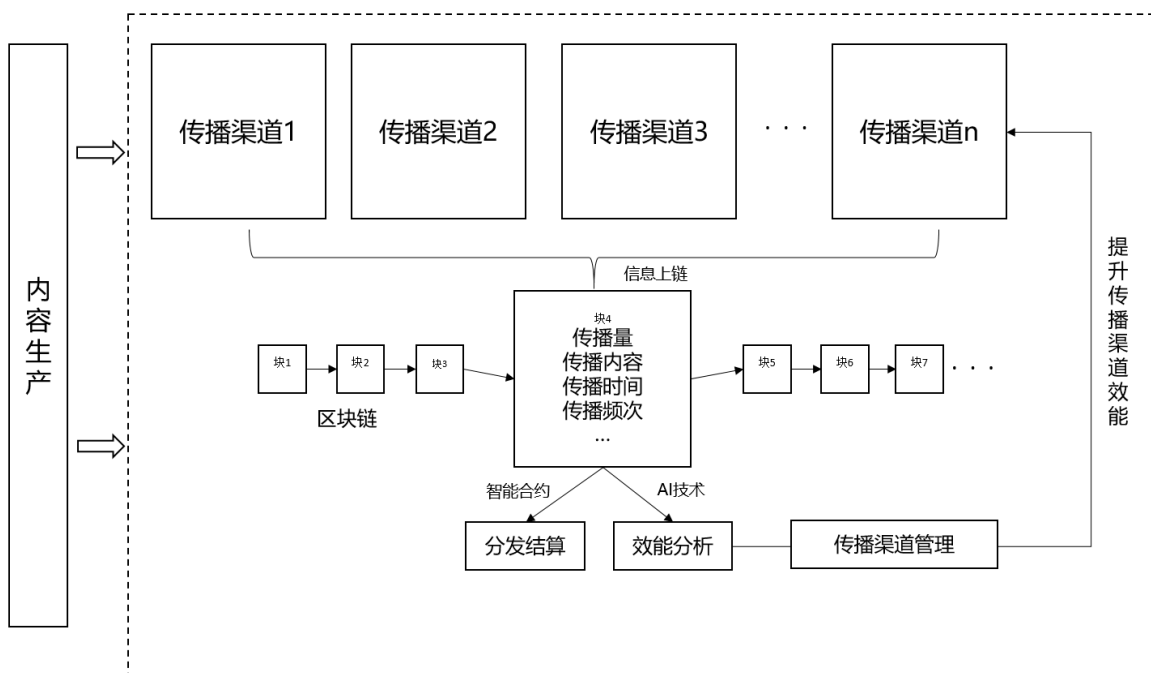 内容生产
传播渠道1
传播渠道2
传播渠道3
· · ·
传播渠道n
信息上链
块1
块2
块3
块4
传播量
传播内容
传播时间
传播频次
...
块5
块6
块7
· · ·
区块链
智能合约
AI技术
分发结算
效能分析
传播渠道管理
提升传播渠道效能